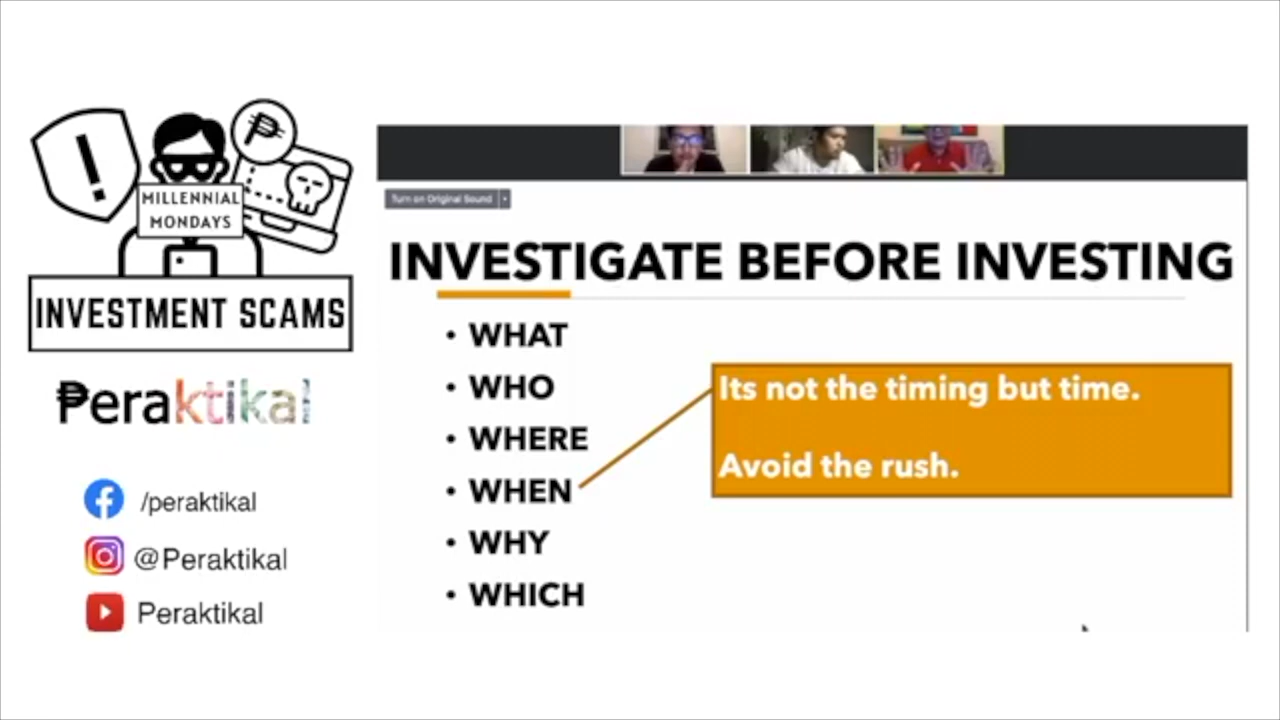 MILLENNIAL
MONDAYS
INVESTMENT SCAMS
₱eraktikal
/peraktikal
@Peraktikal
Peraktikal
Turn on Original Sound
INVESTIGATE BEFORE INVESTING
• WHAT
• WHO
• WHERE
• WHEN
• WHY
• WHICH
Its not the timing but time.
Avoid the rush.